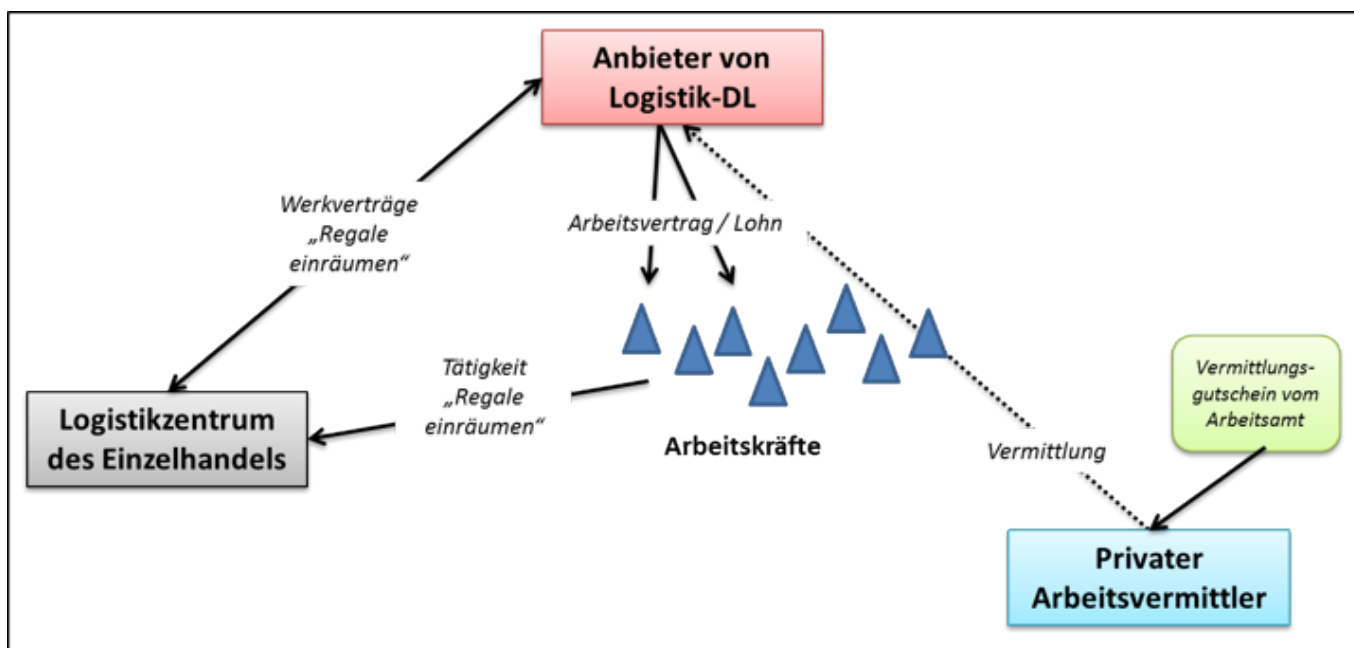 Anbieter von
Logistik-DL
Werkverträge
„Regale
einräumen“
Arbeitsvertrag / Lohn
Tätigkeit
„Regale
einräumen“
Logistikzentrum
des Einzelhandels
Arbeitskräfte
Vermittlung
Vermittlungs-
gutschein vom
Arbeitsamt
Privater
Arbeitsvermittler